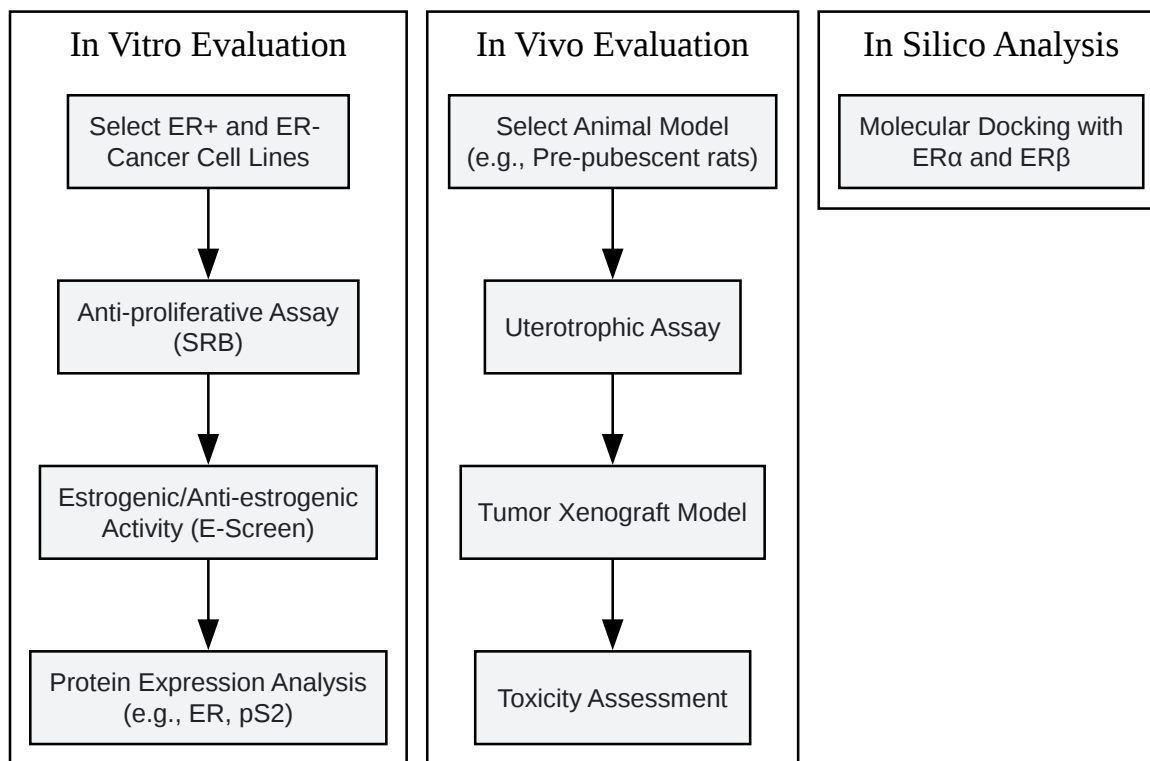 In Vitro Evaluation
Select ER+ and ER-
Cancer Cell Lines
Anti-proliferative Assay
(SRB)
Estrogenic/Anti-estrogenic
Activity (E-Screen)
Protein Expression Analysis
(e.g., ER, pS2)
In Vivo Evaluation
Select Animal Model
(e.g., Pre-pubescent rats)
Uterotrophic Assay
Tumor Xenograft Model
Toxicity Assessment
In Silico Analysis
Molecular Docking with
ERα and ERβ